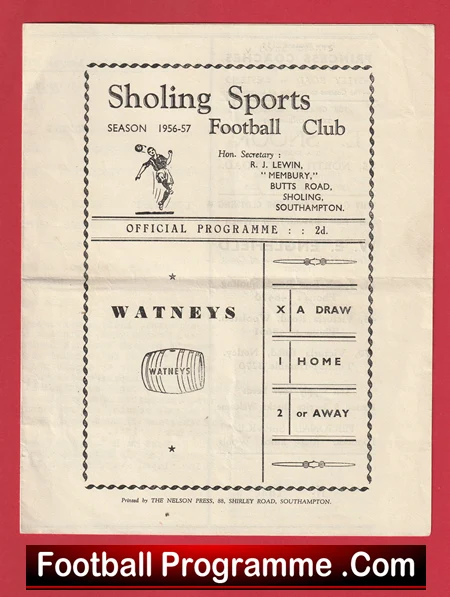 Sholing Sports
SEASON 1956-57 Football Club
Hon. Secretary :
R. J. LEWIN,
"MEMBURY,"
BUTTS ROAD,
SHOLING,
SOUTHAMPTON.
OFFICIAL PROGRAMME : : 2d.
WATNEYS
WATNEYS
X A DRAW
1 HOME
2 or AWAY
Printed by THE NELSON PRESS, 88, SHIRLEY ROAD, SOUTHAMPTON.
Football Programme .Com